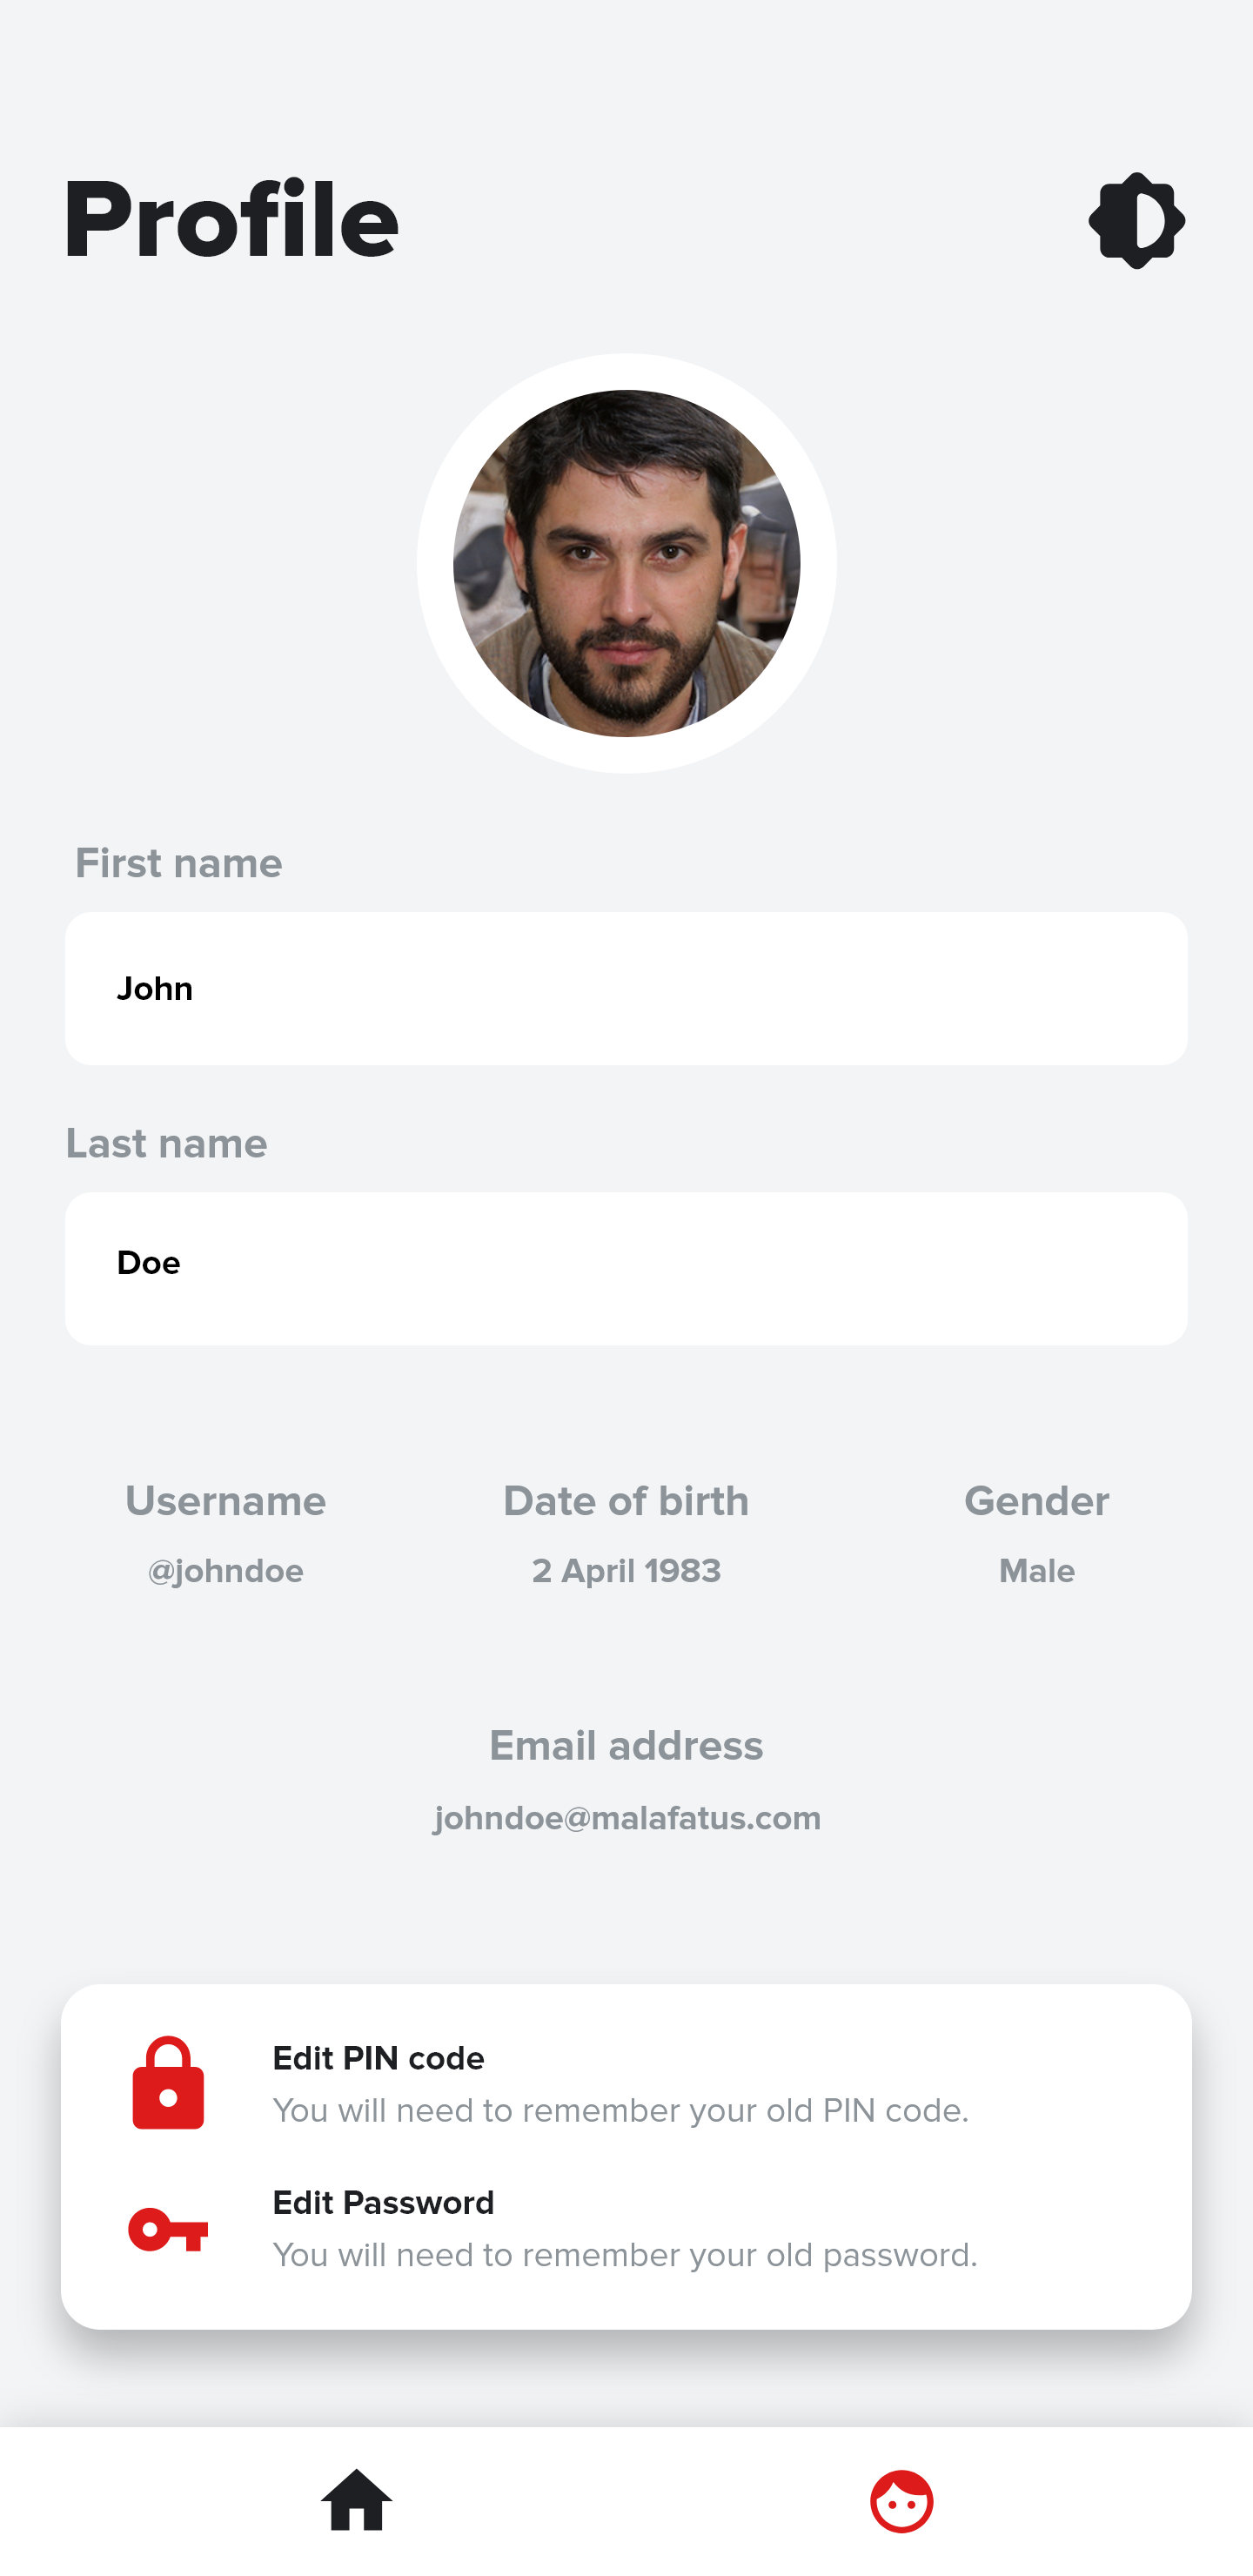 Profile
First name
John
Last name
Doe
Username
Date of birth
Gender
@johndoe
2 April 1983
Male
Email address
johndoe@malafatus.com
Edit PIN code
You will need to remember your old PIN code.
Edit Password
You will need to remember your old password.